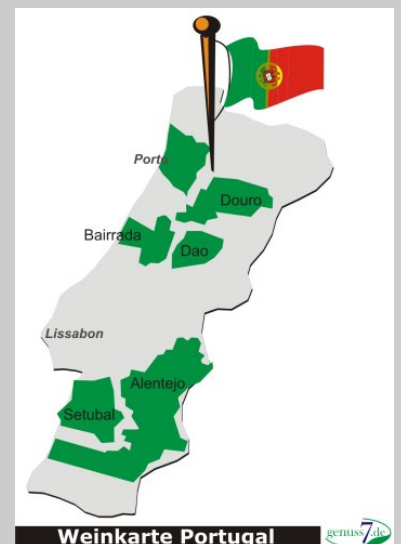 Porto
Douro
Bairrada
Dao
Lissabon
Alentejo
Setubal
Weinkarte Portugal
genuss7.de